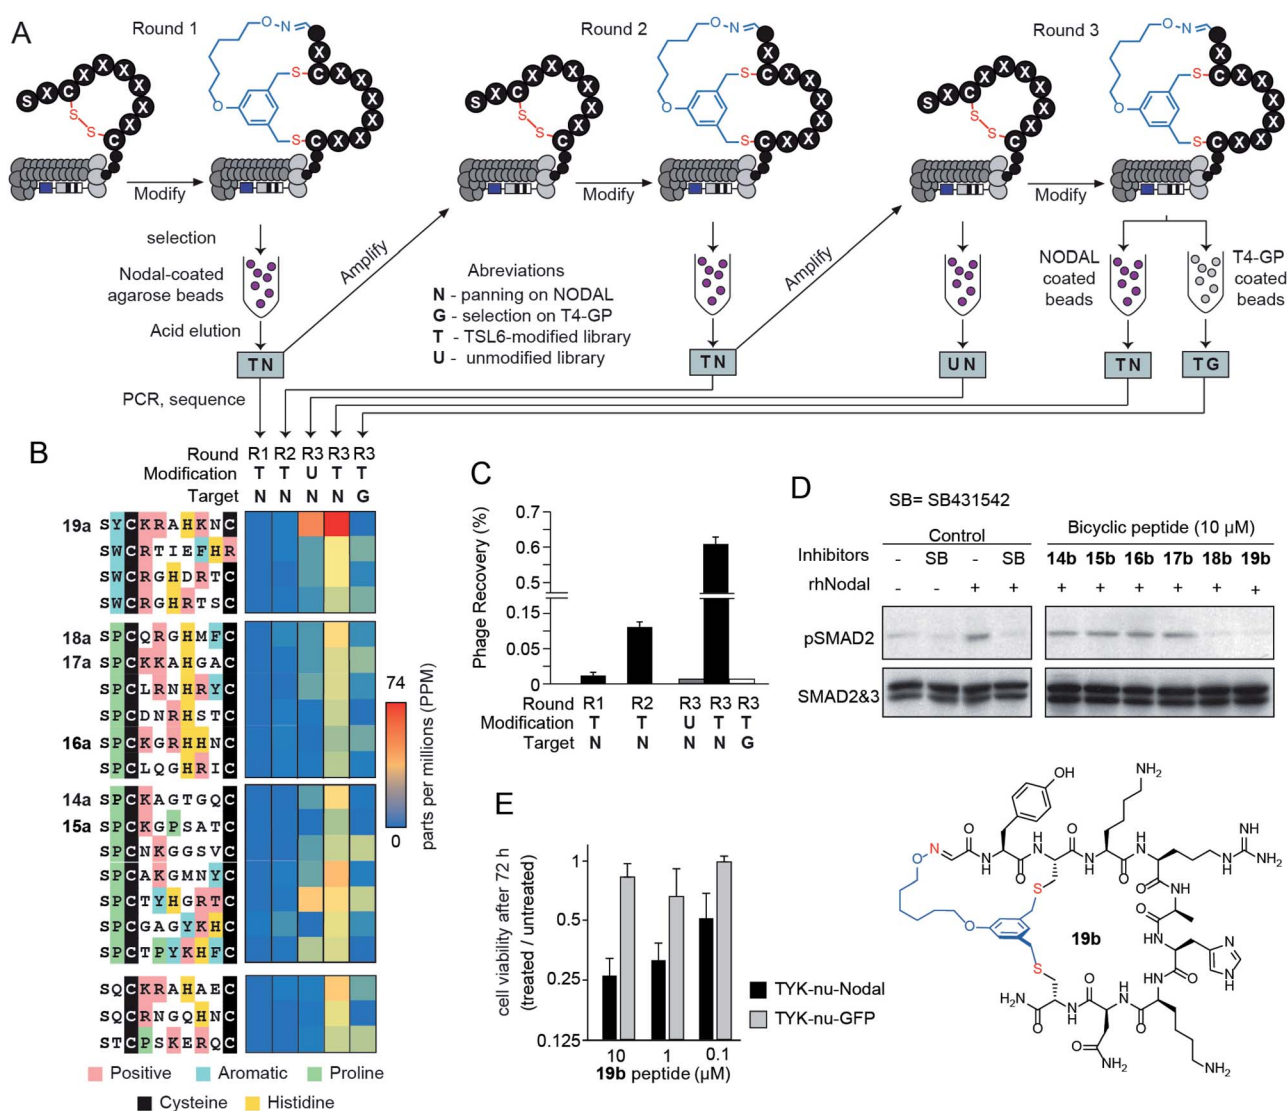 A
Round 1
Round 2
Round 3
O N
O N
O N
S X C X X X X X X X C
S S
X C X X X X X X X C
S
S
O
S X C X X X X X X X C
S S
X C X X X X X X X C
S
S
O
S X C X X X X X X X C
S S
X C X X X X X X X C
S
S
O
Modify
Modify
Modify
selection
Nodal-coated
agarose beads
Acid elution
Amplify
Abreviations
N - panning on NODAL
G - selection on T4-GP
T - TSL6-modified library
U - unmodified library
Amplify
NODAL
coated
beads
T4-GP
coated
beads
TN
TN
UN
TN
TG
PCR, sequence
B
Round R1 R2 R3 R3 R3
Modification T T U T T
Target N N N N G
19a SYCKRAHKNC
SWCRTIEFHR
SWCRGHDRTC
SWCRGHRTSC
18a SPCQRGHMFC
17a SPCKKAHGAC
SPCLRNHRYC
SPCDNRHSTC
16a SPCKGRHHNC
SPCLQGHRIC
14a SPCKAGTGQC
15a SPCKGPSATC
SPCNKGGSVC
SPCAKGMNYC
SPCTYHGRTC
SPCGAGYKHC
SPCTPYKHFC
SQCKRAHAEC
SQCRNGQHNC
STCPSKERQC
74
0
parts per millions (PPM)
Positive Aromatic Proline
Cysteine Histidine
C
Phage Recovery (%)
0.7
0.6
0.5
0.15
0.05
0
Round R1 R2 R3 R3 R3
Modification T T U T T
Target N N N N G
D
SB= SB431542
Control
Bicyclic peptide (10 µM)
Inhibitors - SB - SB 14b 15b 16b 17b 18b 19b
rhNodal - - + + + + + + + +
pSMAD2
SMAD2&3
E
cell viability after 72 h
(treated / untreated)
1
0.5
0.25
0.125
10 1 0.1
19b peptide (µM)
TYK-nu-Nodal
TYK-nu-GFP
OH
NH₂
O
O
H
N
O
H
N
O
H
N
NH
N
H
NH₂
O
N
N
H
O
N
H
O
HN
O
S
O
NH
O
19b
HN
N
NH
S
O
H₂N
O
H
N
O
H
N
O
NH
O
NH₂
NH₂